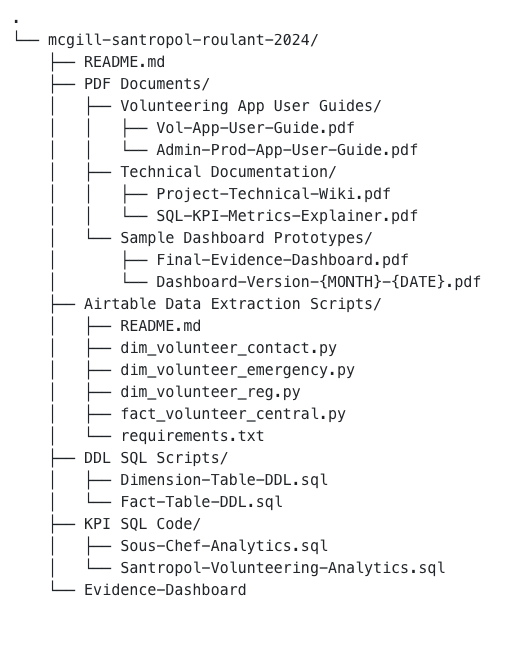 .
└── mcgill-santropol-roulant-2024/
    ├── README.md
    ├── PDF Documents/
    │   ├── Volunteering App User Guides/
    │   │   ├── Vol-App-User-Guide.pdf
    │   │   └── Admin-Prod-App-User-Guide.pdf
    │   ├── Technical Documentation/
    │   │   ├── Project-Technical-Wiki.pdf
    │   │   └── SQL-KPI-Metrics-Explainer.pdf
    │   └── Sample Dashboard Prototypes/
    │       ├── Final-Evidence-Dashboard.pdf
    │       └── Dashboard-Version-{MONTH}-{DATE}.pdf
    ├── Airtable Data Extraction Scripts/
    │   ├── README.md
    │   ├── dim_volunteer_contact.py
    │   ├── dim_volunteer_emergency.py
    │   ├── dim_volunteer_reg.py
    │   ├── fact_volunteer_central.py
    │   └── requirements.txt
    ├── DDL SQL Scripts/
    │   ├── Dimension-Table-DDL.sql
    │   └── Fact-Table-DDL.sql
    ├── KPI SQL Code/
    │   ├── Sous-Chef-Analytics.sql
    │   └── Santropol-Volunteering-Analytics.sql
    └── Evidence-Dashboard